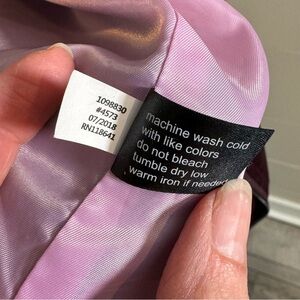 1098830
#4573
07/2018
RN118641
machine wash cold
with like colors
do not bleach
tumble dry low
warm iron if needed